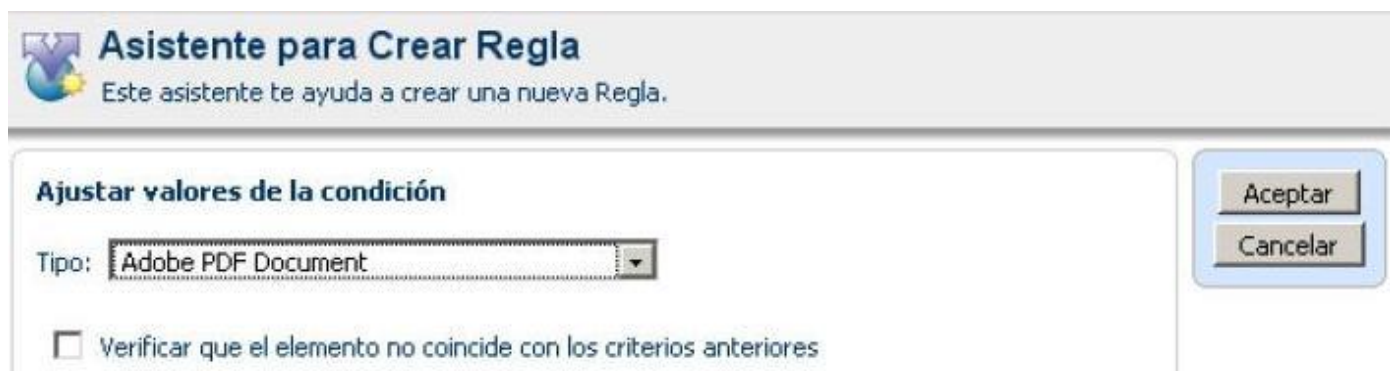 Asistente para Crear Regla
Este asistente te ayuda a crear una nueva Regla.
Ajustar valores de la condición
Aceptar
Tipo: Adobe PDF Document
Cancelar
Verificar que el elemento no coincide con los criterios anteriores